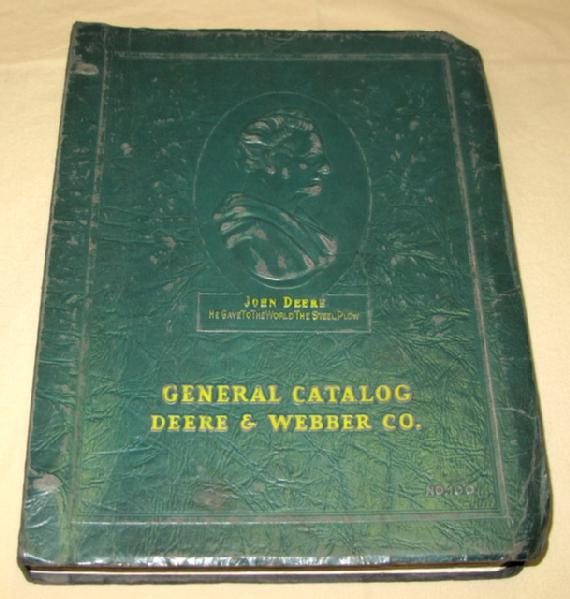 JOHN DEERE
HE GAVE TO THE WORLD THE STEEL PLOW
GENERAL CATALOG
DEERE & WEBBER CO.
NO. 100